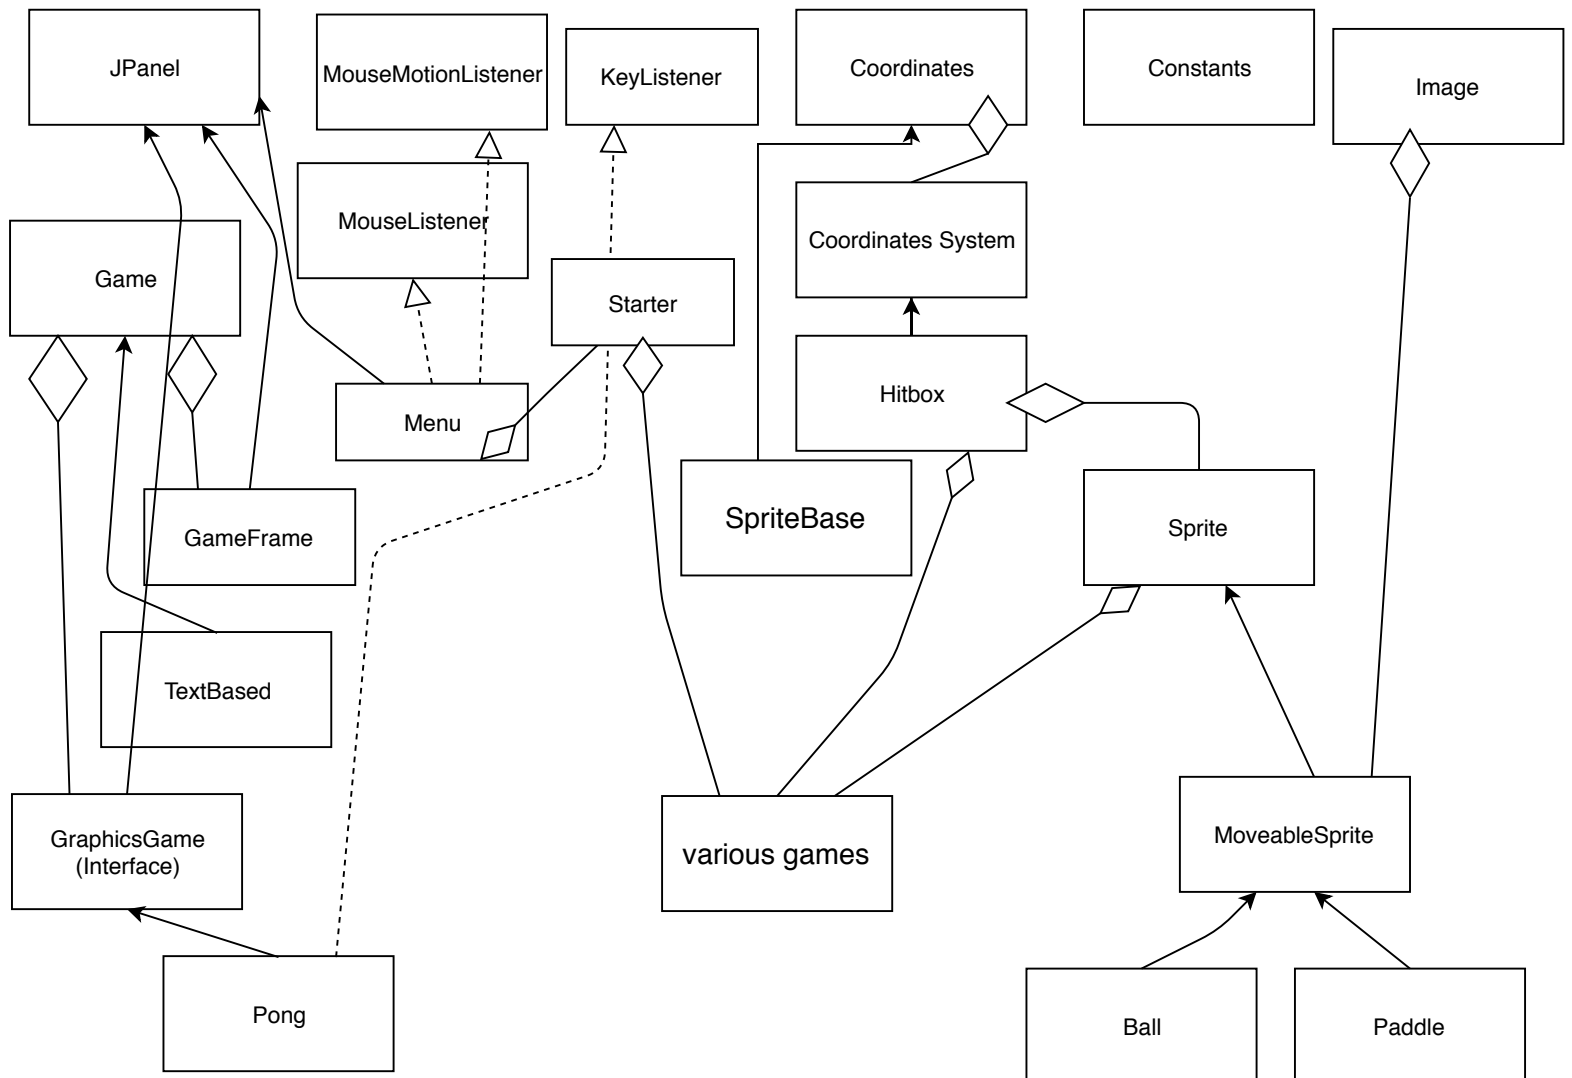 JPanel
MouseMotionListener
KeyListener
Coordinates
Constants
Image
MouseListener
Coordinates System
Game
Starter
Hitbox
Menu
SpriteBase
Sprite
GameFrame
TextBased
GraphicsGame
(Interface)
various games
MoveableSprite
Pong
Ball
Paddle